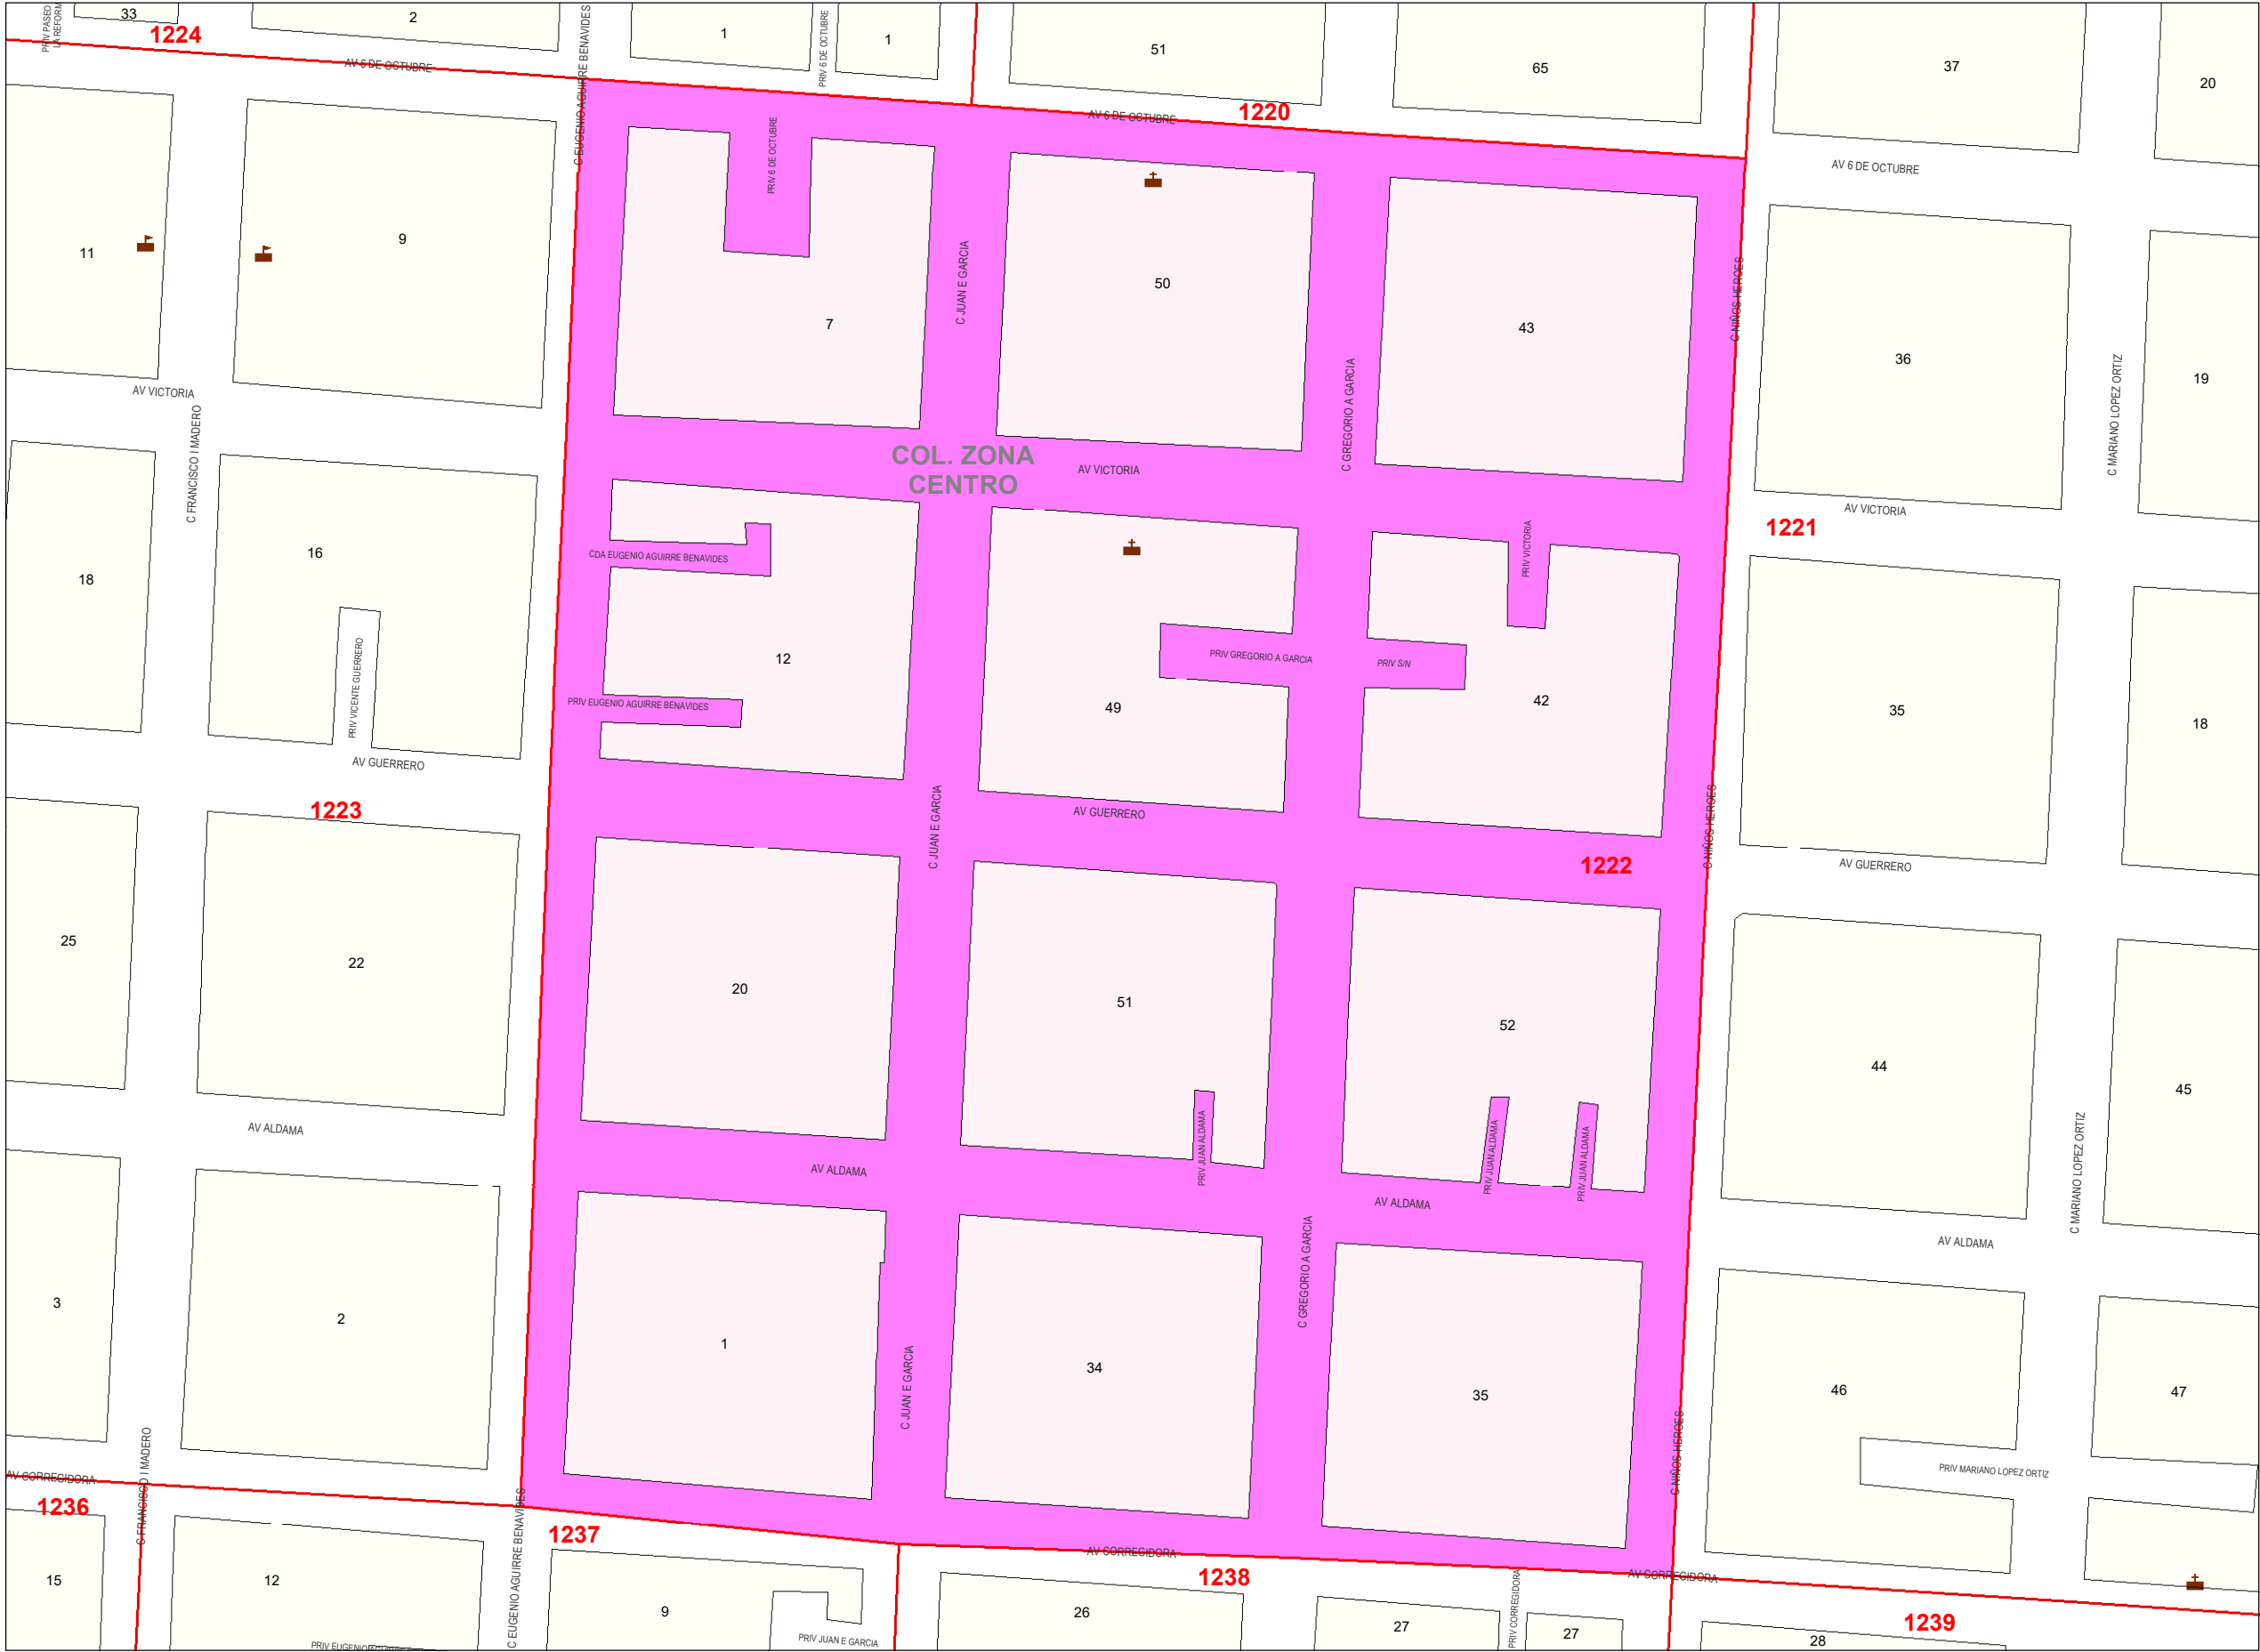 PRIV PASEO
LA REFORM
33
1224
2
1
PRIV 6 DE OCTUBRE
1
51
65
37
20
AV 6 DE OCTUBRE
C EUGENIO AGUIRRE BENAVIDES
AV 6 DE OCTUBRE
1220
AV 6 DE OCTUBRE
PRIV 6 DE OCTUBRE
11
9
7
C JUAN E GARCIA
50
43
C NIÑOS HEROES
36
19
C MARIANO LOPEZ ORTIZ
C GREGORIO A GARCIA
AV VICTORIA
C FRANCISCO I MADERO
COL. ZONA
CENTRO
AV VICTORIA
AV VICTORIA
1221
PRIV VICTORIA
CDA EUGENIO AGUIRRE BENAVIDES
18
16
PRIV VICENTE GUERRERO
12
PRIV GREGORIO A GARCIA
PRIV S/N
PRIV EUGENIO AGUIRRE BENAVIDES
49
42
35
18
AV GUERRERO
1223
C JUAN E GARCIA
AV GUERRERO
C NIÑOS HEROES
1222
AV GUERRERO
25
22
20
51
52
44
45
PRIV JUAN ALDAMA
PRIV JUAN ALDAMA
PRIV JUAN ALDAMA
AV ALDAMA
AV ALDAMA
AV ALDAMA
AV ALDAMA
C MARIANO LOPEZ ORTIZ
C GREGORIO A GARCIA
3
2
1
C JUAN E GARCIA
34
35
46
47
C NIÑOS HEROES
PRIV MARIANO LOPEZ ORTIZ
AV CORREGIDORA
C FRANCISCO I MADERO
1236
C EUGENIO AGUIRRE BENAVIDES
1237
AV CORREGIDORA
1238
AV CORREGIDORA
PRIV CORREGIDORA
15
12
9
26
27
27
28
1239
PRIV JUAN E GARCIA
PRIV EUGENIO